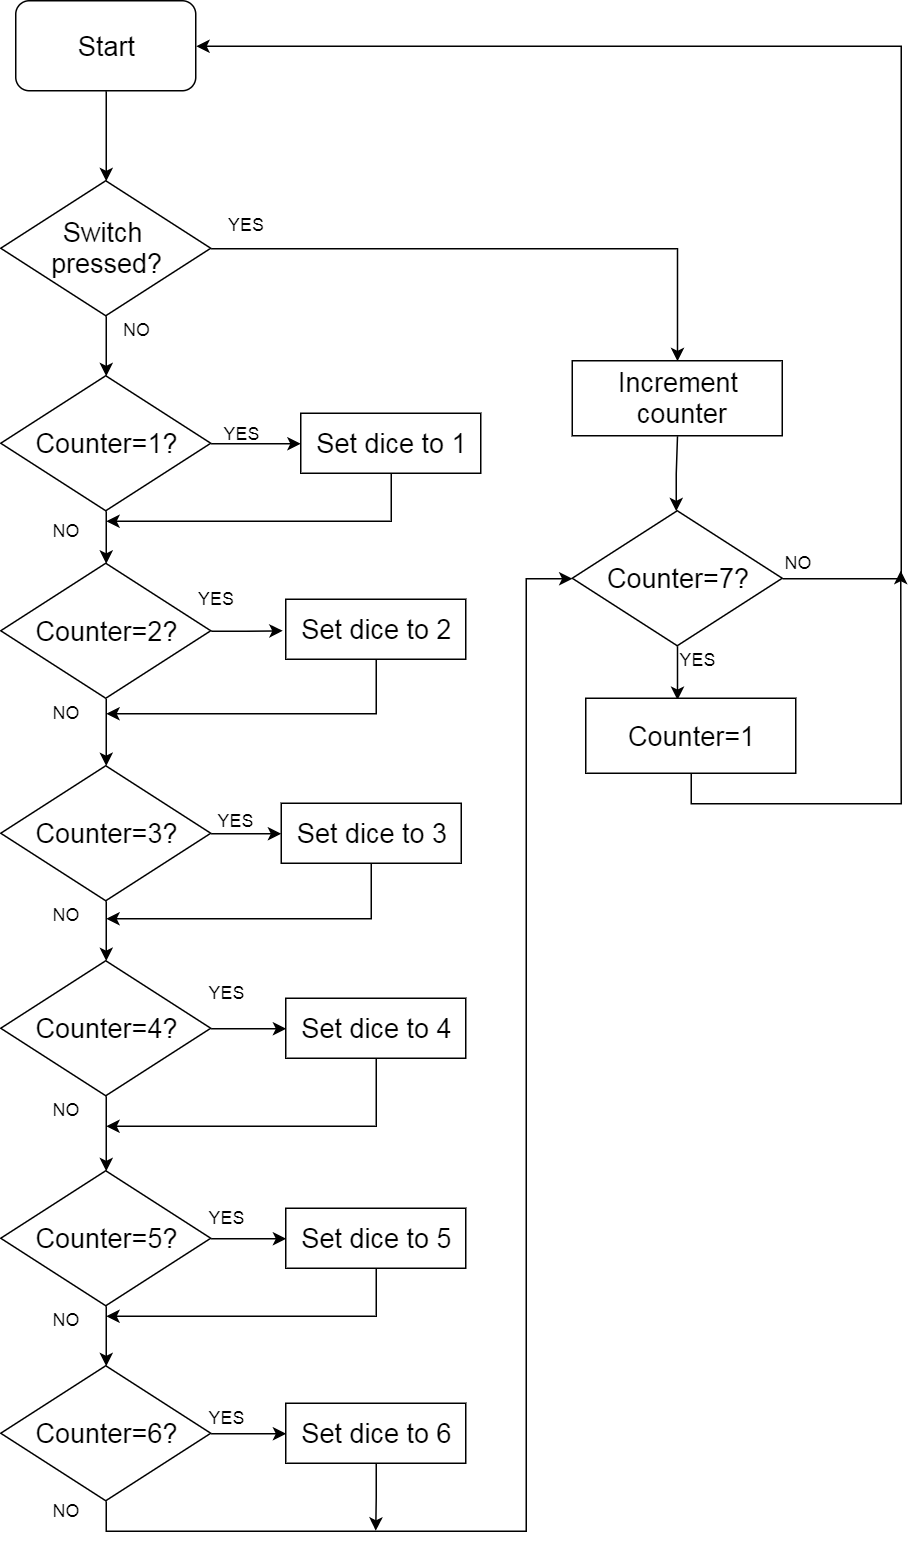 Start
Switch
pressed?
YES
NO
Increment
counter
Counter=1?
YES
Set dice to 1
NO
Counter=7?
NO
YES
Counter=1
Counter=2?
YES
Set dice to 2
NO
Counter=3?
YES
Set dice to 3
NO
Counter=4?
YES
Set dice to 4
NO
Counter=5?
YES
Set dice to 5
NO
Counter=6?
YES
Set dice to 6
NO